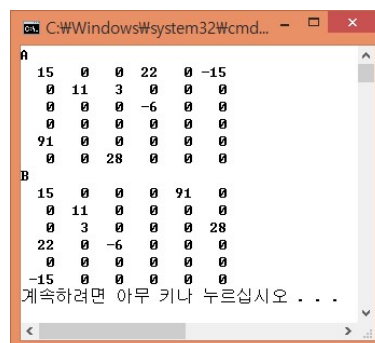 C:₩Windows₩system32₩cmd...
A
15 0 0 22 0 -15
0 11 3 0 0 0
0 0 0 -6 0 0
0 0 0 0 0 0
91 0 0 0 0 0
0 0 28 0 0 0
B
15 0 0 0 91 0
0 11 0 0 0 0
0 3 0 0 0 28
22 0 -6 0 0 0
0 0 0 0 0 0
-15 0 0 0 0 0
계속하려면 아무 키나 누르십시오 . . .